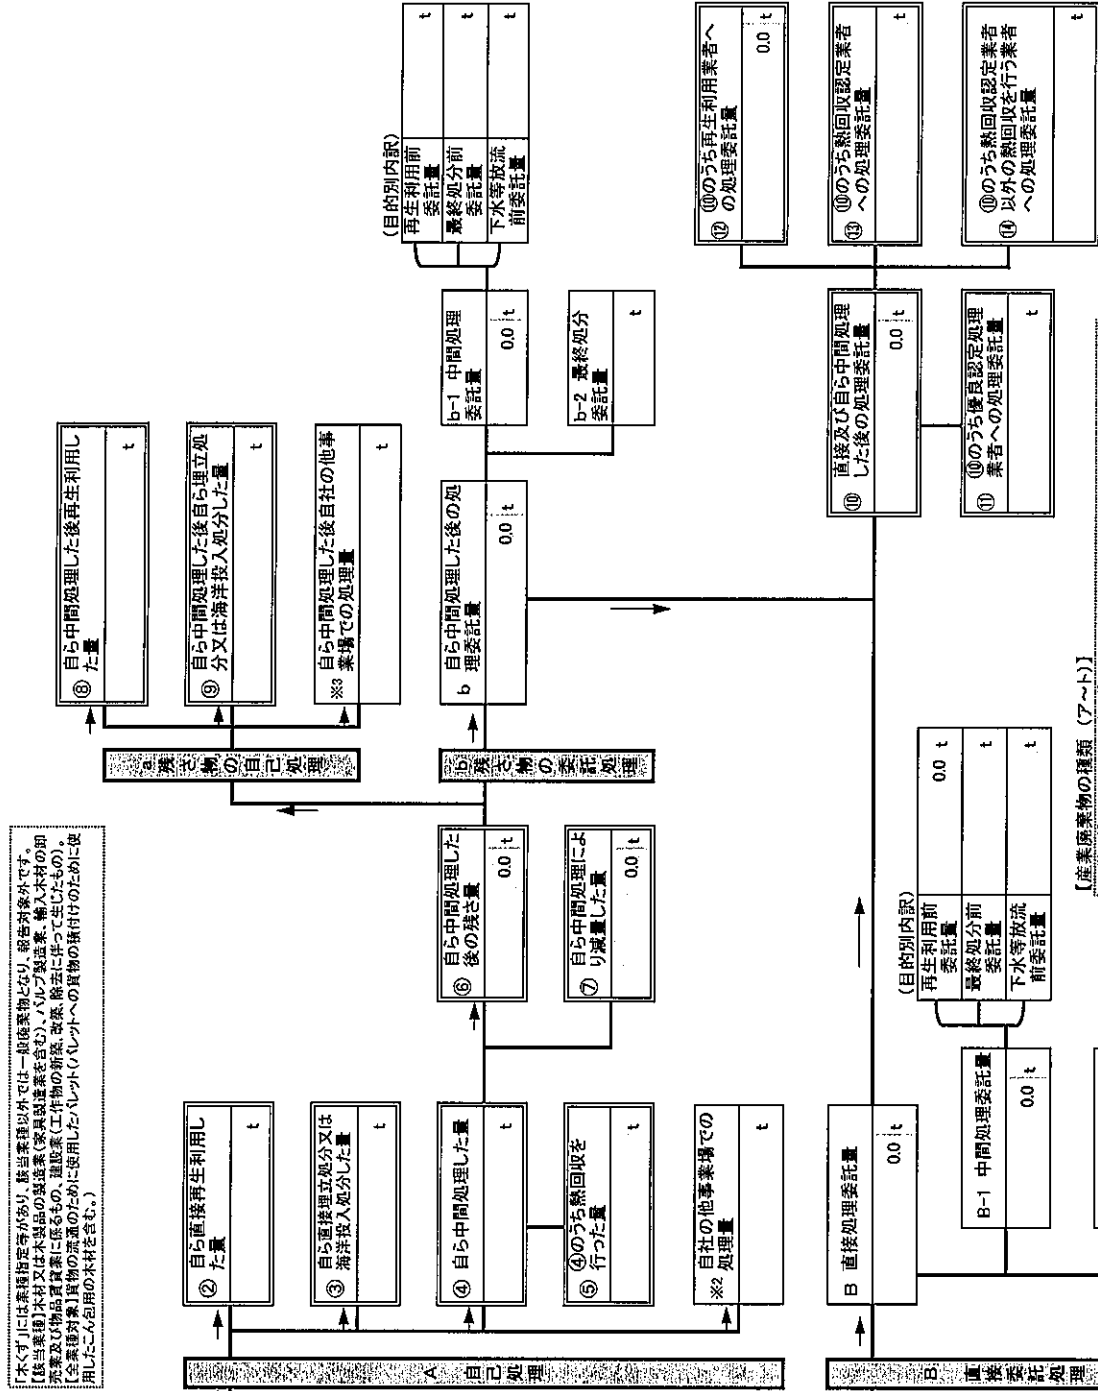 「木くず」には業種指定等があり、該当業種以外では一般廃棄物となり、報告対象外です。
【該当業種】木材又は木製品の製造業(家具製造業を含む)、パルプ製造業、輸入木材の卸
売業及び物品賃貸業に係るもの、建設業(工作物の新築、改築、除去に伴って生じたもの)。
【全業種対象】貨物の流通のために使用したパレット(パレットへの貨物の積付けのために使
用したこん包用の木材を含む。)
A 自己処理
② 自ら直接再生利用し
た量
t
③ 自ら直接埋立処分又は
海洋投入処分した量
t
④ 自ら中間処理した量
t
⑤ ④のうち熱回収を
行った量
t
※2 自社の他事業場での
処理量
t
⑥ 自ら中間処理した
後の残さ量
0.0 t
⑦ 自ら中間処理によ
り減量した量
0.0 t
a 残さ物の自己処理
⑧ 自ら中間処理した後再生利用し
た量
t
⑨ 自ら中間処理した後自ら埋立処
分又は海洋投入処分した量
t
※3 自ら中間処理した後自社の他事
業場での処理量
t
b 残さ物の委託処理
b 自ら中間処理した後の処
理委託量
0.0 t
b-1 中間処理
委託量
0.0 t
b-2 最終処分
委託量
t
(目的別内訳)
再生利用前
委託量
t
最終処分前
委託量
t
下水等放流
前委託量
t
B 直接委託処理
B 直接処理委託量
0.0 t
B-1 中間処理委託量
0.0 t
(目的別内訳)
再生利用前
委託量
0.0 t
最終処分前
委託量
t
下水等放流
前委託量
t
⑩ 直接及び自ら中間処理
した後の処理委託量
0.0 t
⑪ ⑩のうち優良認定処理
業者への処理委託量
t
⑫ ⑩のうち再生利用業者へ
の処理委託量
0.0 t
⑬ ⑩のうち熱回収認定業者
への処理委託量
t
⑭ ⑩のうち熱回収認定業者
以外の熱回収を行う業者
への処理委託量
t
【産業廃棄物の種類(ア～ト)】